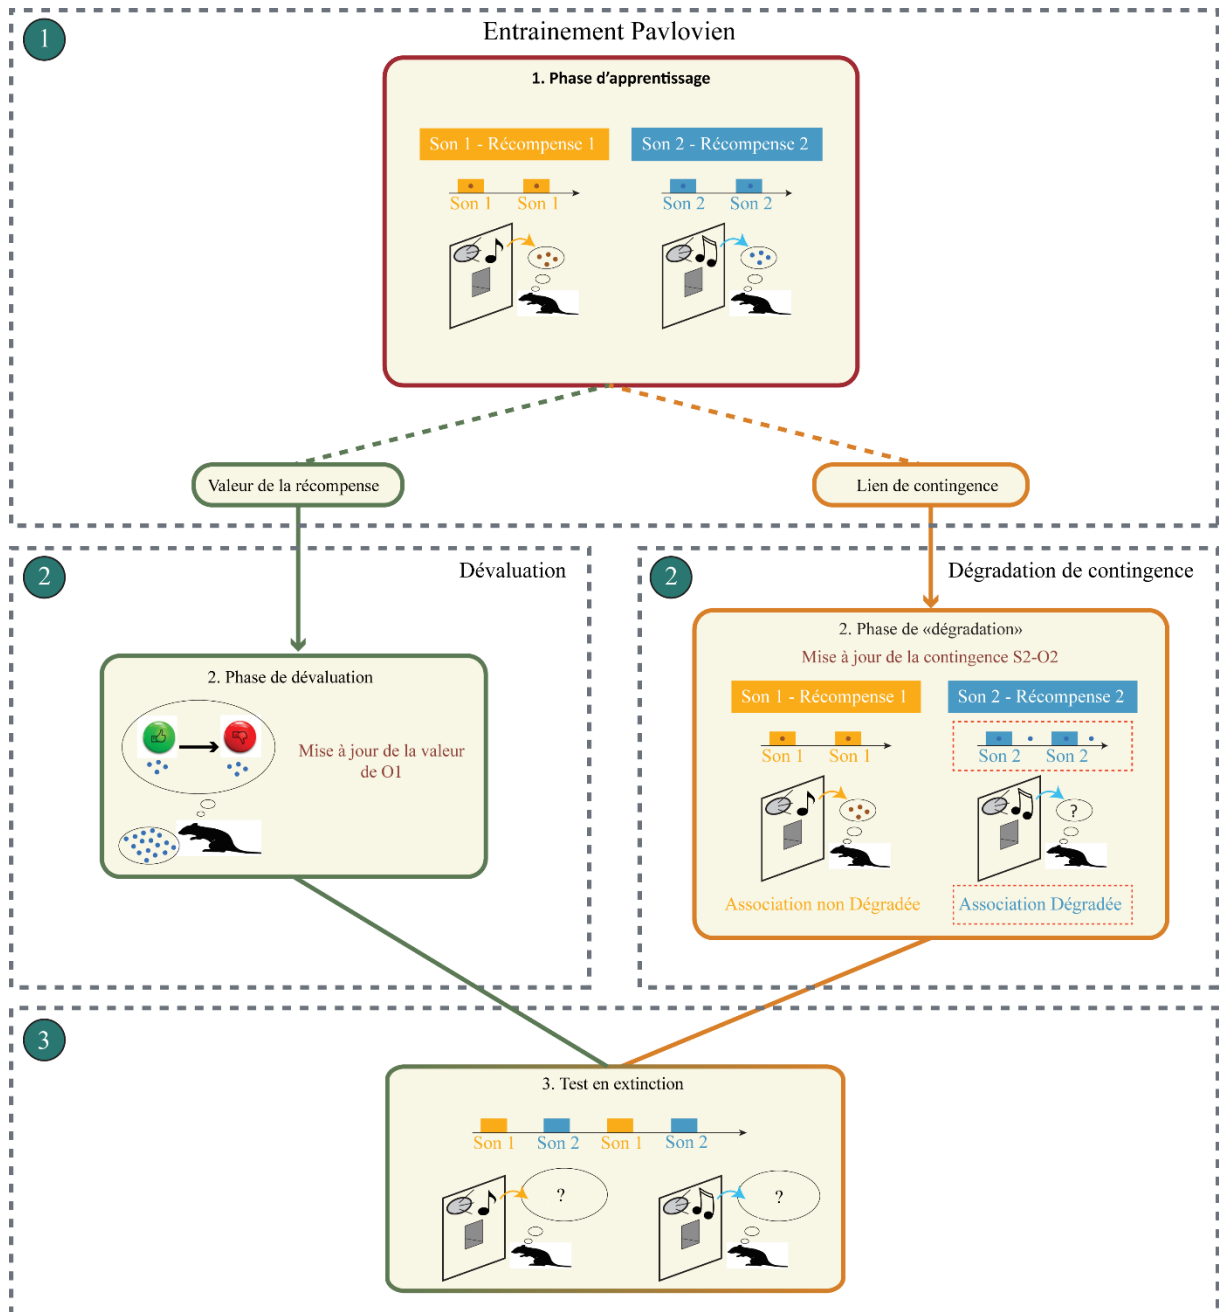 1
Entrainement Pavlovien
1. Phase d'apprentissage
Son 1 - Récompense 1
Son 2 - Récompense 2
Son 1
Son 1
Son 2
Son 2
Valeur de la récompense
Lien de contingence
2
Dévaluation
2. Phase de dévaluation
Mise à jour de la valeur
de O1
2
Dégradation de contingence
2. Phase de «dégradation»
Mise à jour de la contingence S2-O2
Son 1 - Récompense 1
Son 2 - Récompense 2
Son 1
Son 1
Son 2
Son 2
?
Association non Dégradée
Association Dégradée
3
3. Test en extinction
Son 1
Son 2
Son 1
Son 2
?
?